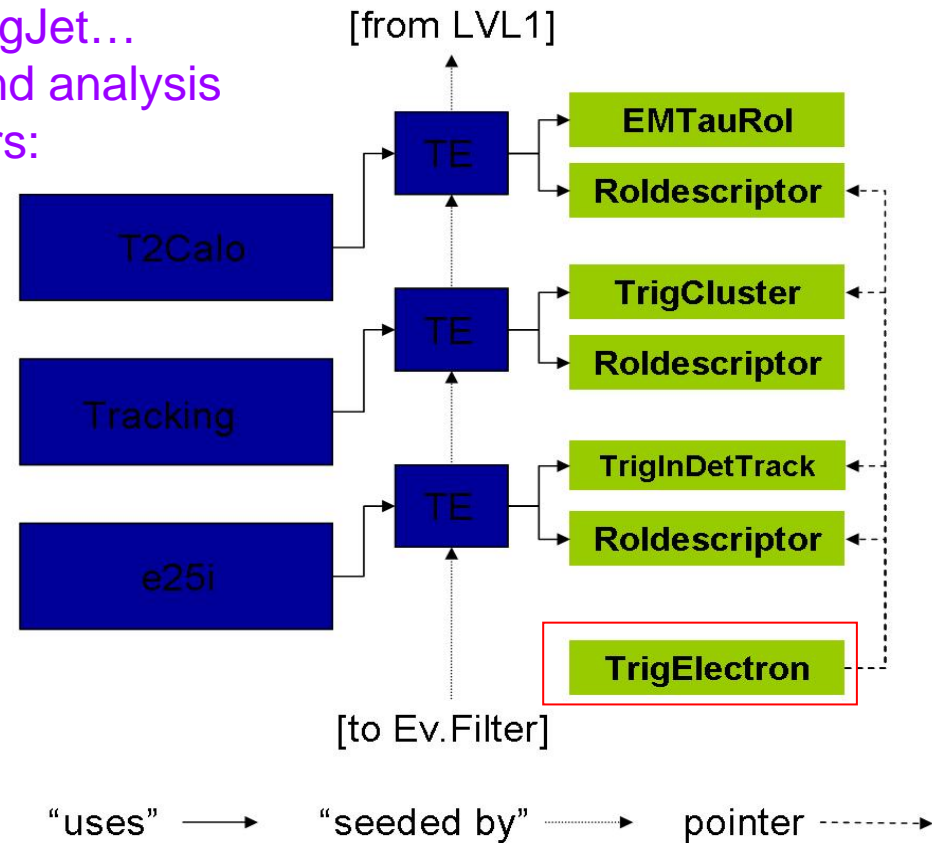 gJet…
nd analysis
rs:
[from LVL1]
TE
EMTauRoI
RoIdescriptor
T2Calo
TE
TrigCluster
RoIdescriptor
Tracking
TE
TrigInDetTrack
RoIdescriptor
e25i
TrigElectron
[to Ev.Filter]
“uses” “seeded by” pointer